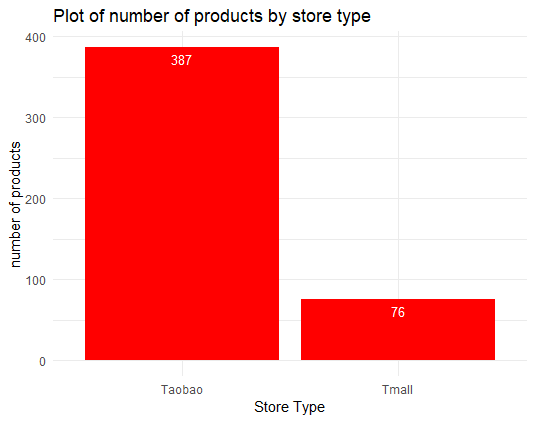 Plot of number of products by store type
400
300
200
100
0
number of products
387
76
Taobao
Tmall
Store Type